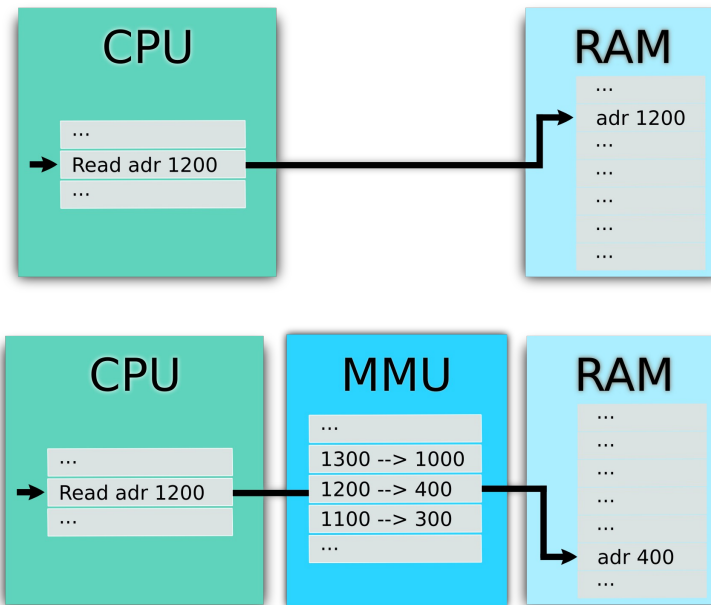 CPU
...
Read adr 1200
...
RAM
...
adr 1200
...
...
...
...
...
CPU
...
Read adr 1200
...
MMU
...
1300 --> 1000
1200 --> 400
1100 --> 300
...
RAM
...
...
...
...
...
adr 400
...